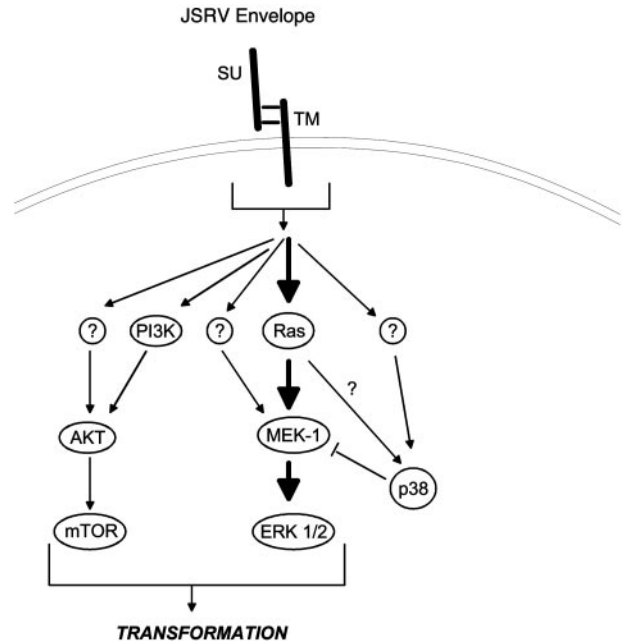 JSRV Envelope
SU
TM
? PI3K ? Ras ?
?
AKT MEK-1
p38
mTOR ERK 1/2
TRANSFORMATION